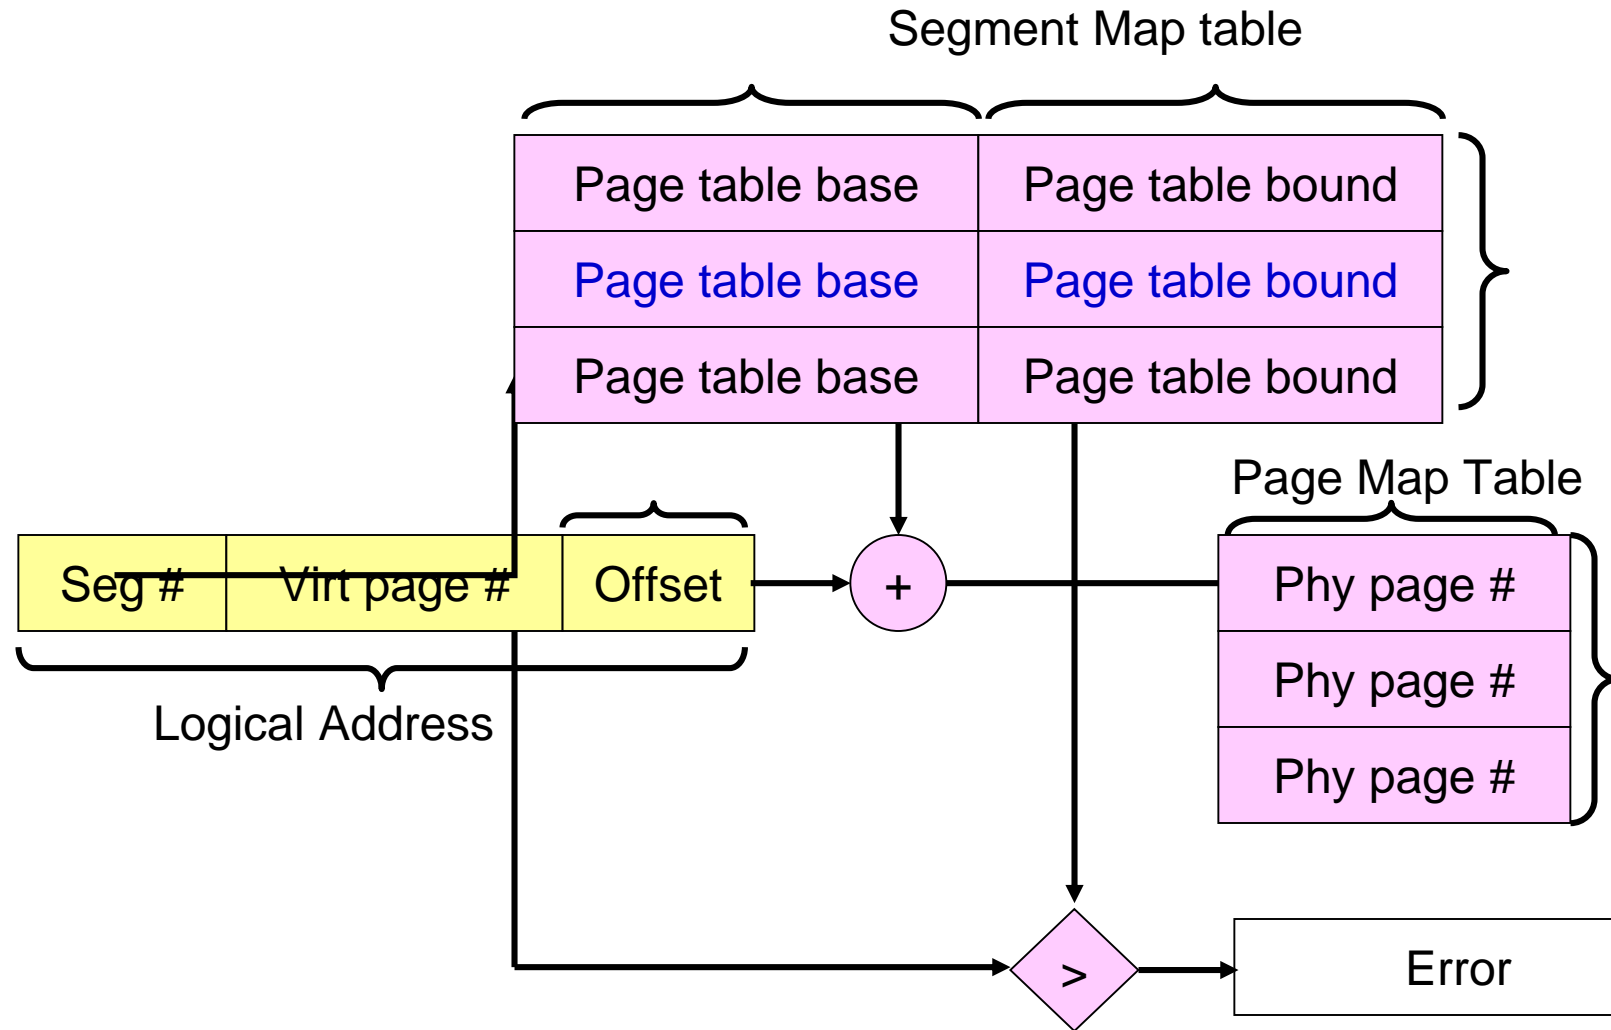 Segment Map table
Page table base Page table bound
Page table base Page table bound
Page table base Page table bound
Page Map Table
Seg # Virt page # Offset + Phy page #
Phy page #
Logical Address
Phy page #
> Error